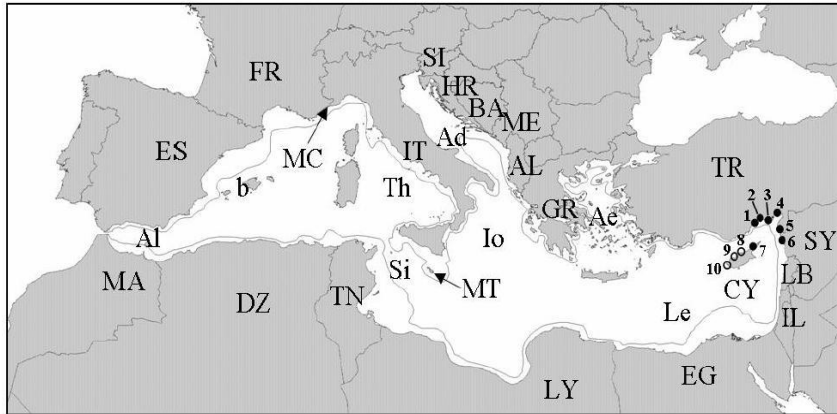 FR
SI
HR
BA
ME
ES
MC
IT
Ad
AL
TR
b
Th
GR
Ae
2 3 4
1
5
SY
6
Al
Io
9 8 7
10
Si
MT
CY
LB
MA
DZ
TN
Le
IL
LY
EG